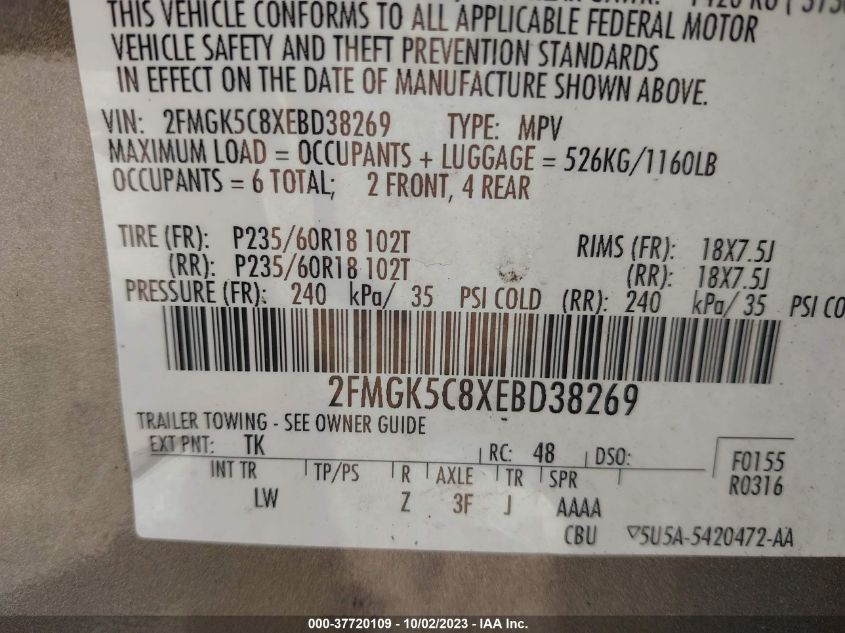 THIS VEHICLE CONFORMS TO ALL APPLICABLE FEDERAL MOTOR
VEHICLE SAFETY AND THEFT PREVENTION STANDARDS
IN EFFECT ON THE DATE OF MANUFACTURE SHOWN ABOVE.
VIN: 2FMGK5C8XEBD38269 TYPE: MPV
MAXIMUM LOAD = OCCUPANTS + LUGGAGE = 526KG/1160LB
OCCUPANTS = 6 TOTAL; 2 FRONT, 4 REAR
TIRE (FR): P235/60R18 102T RIMS (FR): 18X7.5J
(RR): P235/60R18 102T (RR): 18X7.5J
PRESSURE (FR): 240 kPa/ 35 PSI COLD (RR): 240 kPa/ 35 PSI CO
2FMGK5C8XEBD38269
TRAILER TOWING - SEE OWNER GUIDE
EXT PNT: TK RC: 48 DSO: F0155
R0316
INT TR TP/PS R AXLE TR SPR
LW Z 3F J AAAA
CBU ▽5U5A-5420472-AA
000-37720109 - 10/02/2023 - IAA Inc.